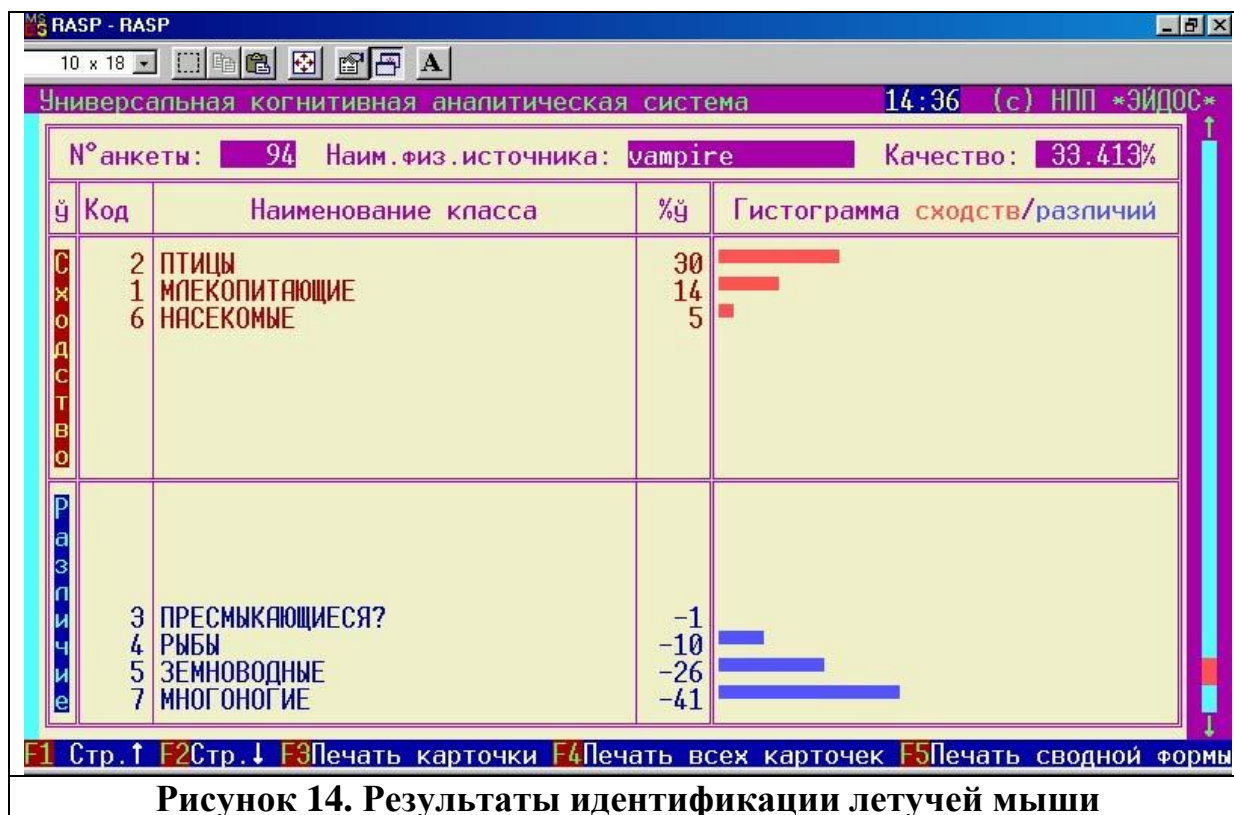 RASP - RASP
10 x 18
A
Универсальная когнитивная аналитическая система 14:36 (c) НПП *ЭЙДОС*
N°анкеты: 94 Наим.физ.источника: vampire Качество: 33.413%
ў Код Наименование класса %ў Гистограмма сходств/различий
Сходство
2 ПТИЦЫ 30
1 МЛЕКОПИТАЮЩИЕ 14
6 НАСЕКОМЫЕ 5
Различие
3 ПРЕСМЫКАЮЩИЕСЯ? -1
4 РЫБЫ -10
5 ЗЕМНОВОДНЫЕ -26
7 МНОГОНОГИЕ -41
F1 Стр.↑ F2Стр.↓ F3Печать карточки F4Печать всех карточек F5Печать сводной формы
Рисунок 14. Результаты идентификации летучей мыши